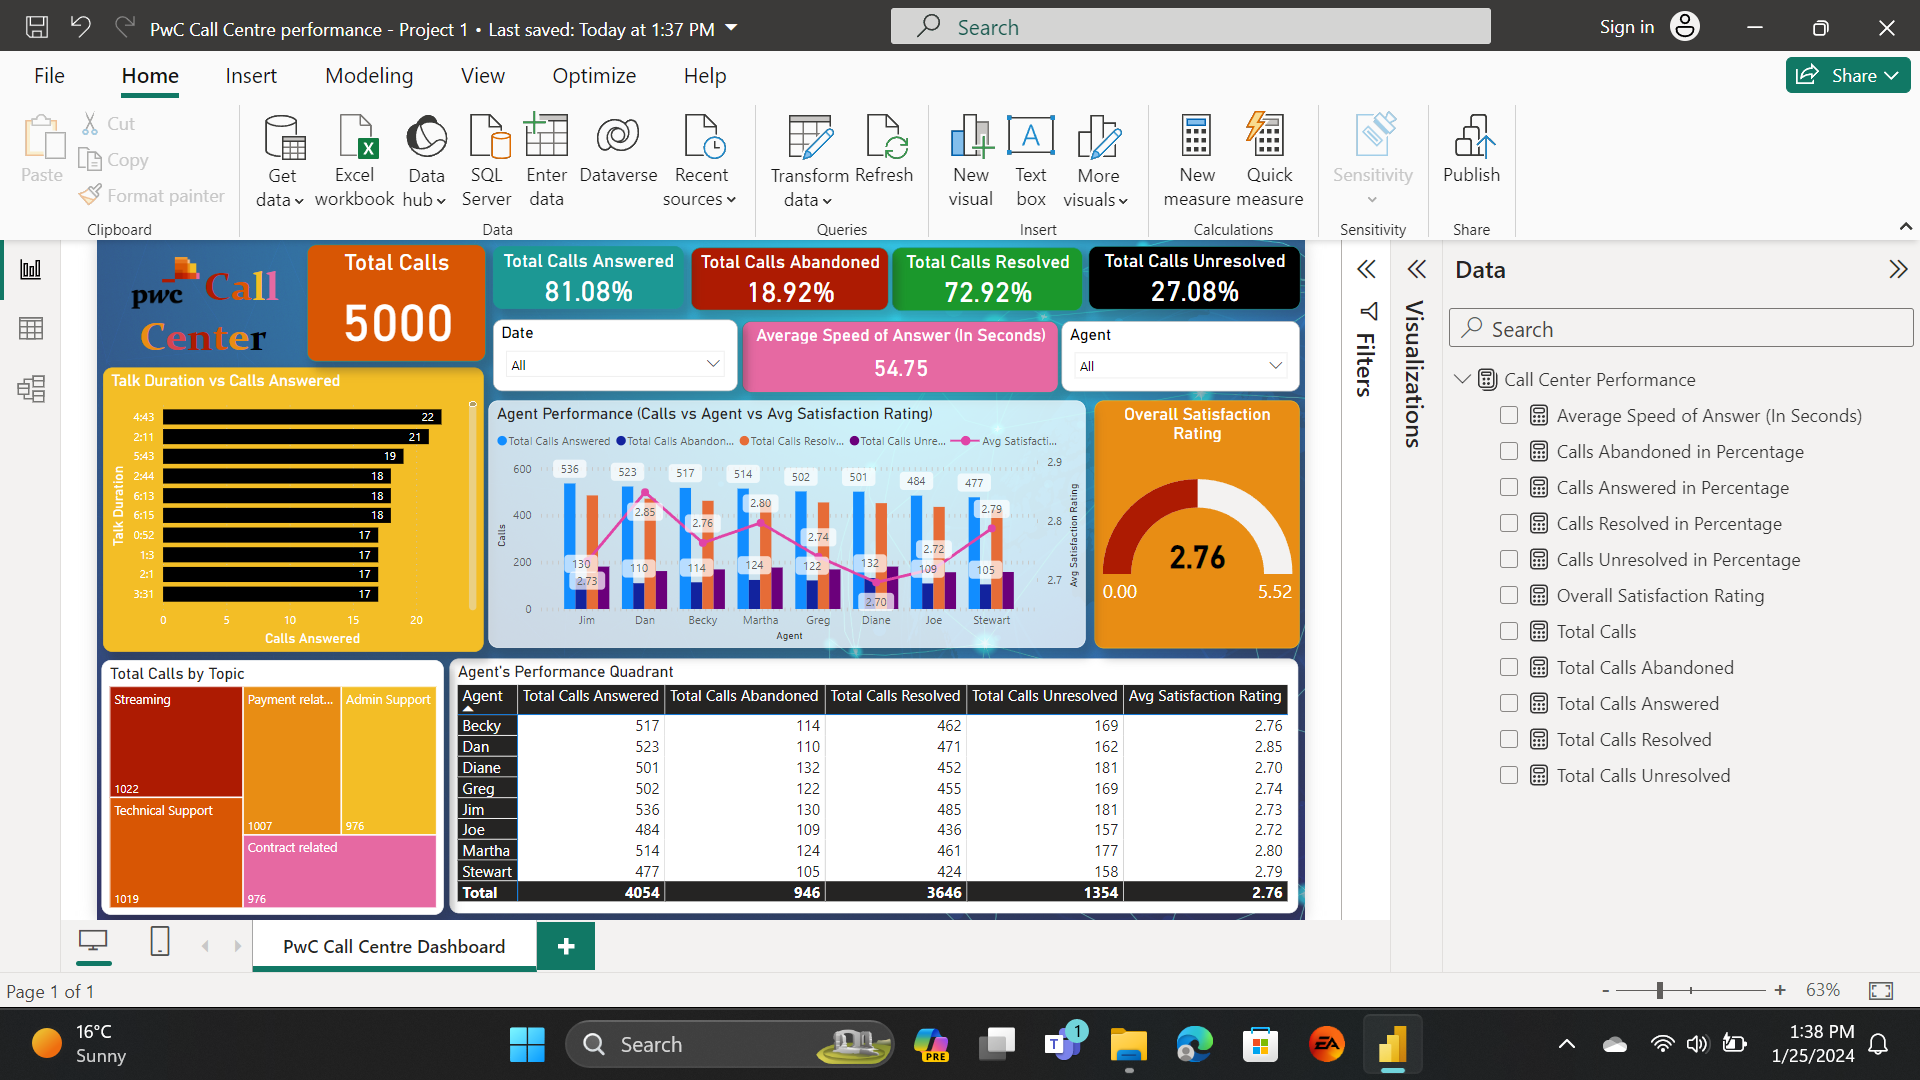 PwC Call Centre performance - Project 1 • Last saved: Today at 1:37 PM
Search
Sign in
File Home Insert Modeling View Optimize Help
Share
Paste
Cut
Copy
Format painter
Clipboard
Get data
Excel workbook
Data hub
SQL Server
Enter data
Dataverse
Recent sources
Data
Transform data
Refresh
Queries
New visual
Text box
More visuals
Insert
New measure
Quick measure
Calculations
Sensitivity
Sensitivity
Publish
Share
pwc Call
Center
Total Calls
5000
Total Calls Answered
81.08%
Total Calls Abandoned
18.92%
Total Calls Resolved
72.92%
Total Calls Unresolved
27.08%
Date
All
Average Speed of Answer (In Seconds)
54.75
Agent
All
Talk Duration vs Calls Answered
Talk Duration
4:43 22
2:11 21
5:43 19
2:44 18
6:13 18
6:15 18
0:52 17
1:3 17
2:1 17
3:31 17
0 5 10 15 20
Calls Answered
Agent Performance (Calls vs Agent vs Avg Satisfaction Rating)
Total Calls Answered Total Calls Abandon... Total Calls Resolv... Total Calls Unre... Avg Satisfacti...
Calls
600
400
200
0
536 523 517 514 502 501 484 477
2.73 2.85 2.76 2.80 2.74 2.70 2.72 2.79
130 110 114 124 122 132 109 105
2.9
2.8
2.7
Avg Satisfaction Rating
Jim Dan Becky Martha Greg Diane Joe Stewart
Agent
Overall Satisfaction
Rating
2.76
0.00 5.52
Total Calls by Topic
Streaming
1022
Technical Support
1019
Payment relat...
1007
Admin Support
976
Contract related
976
Agent's Performance Quadrant
Agent Total Calls Answered Total Calls Abandoned Total Calls Resolved Total Calls Unresolved Avg Satisfaction Rating
Becky 517 114 462 169 2.76
Dan 523 110 471 162 2.85
Diane 501 132 452 181 2.70
Greg 502 122 455 169 2.74
Jim 536 130 485 181 2.73
Joe 484 109 436 157 2.72
Martha 514 124 461 177 2.80
Stewart 477 105 424 158 2.79
Total 4054 946 3646 1354 2.76
Filters
Visualizations
Data
Search
Call Center Performance
Average Speed of Answer (In Seconds)
Calls Abandoned in Percentage
Calls Answered in Percentage
Calls Resolved in Percentage
Calls Unresolved in Percentage
Overall Satisfaction Rating
Total Calls
Total Calls Abandoned
Total Calls Answered
Total Calls Resolved
Total Calls Unresolved
PwC Call Centre Dashboard
Page 1 of 1
- + 63%
16°C
Sunny
Search
PRE
T
1
EA
1:38 PM
1/25/2024